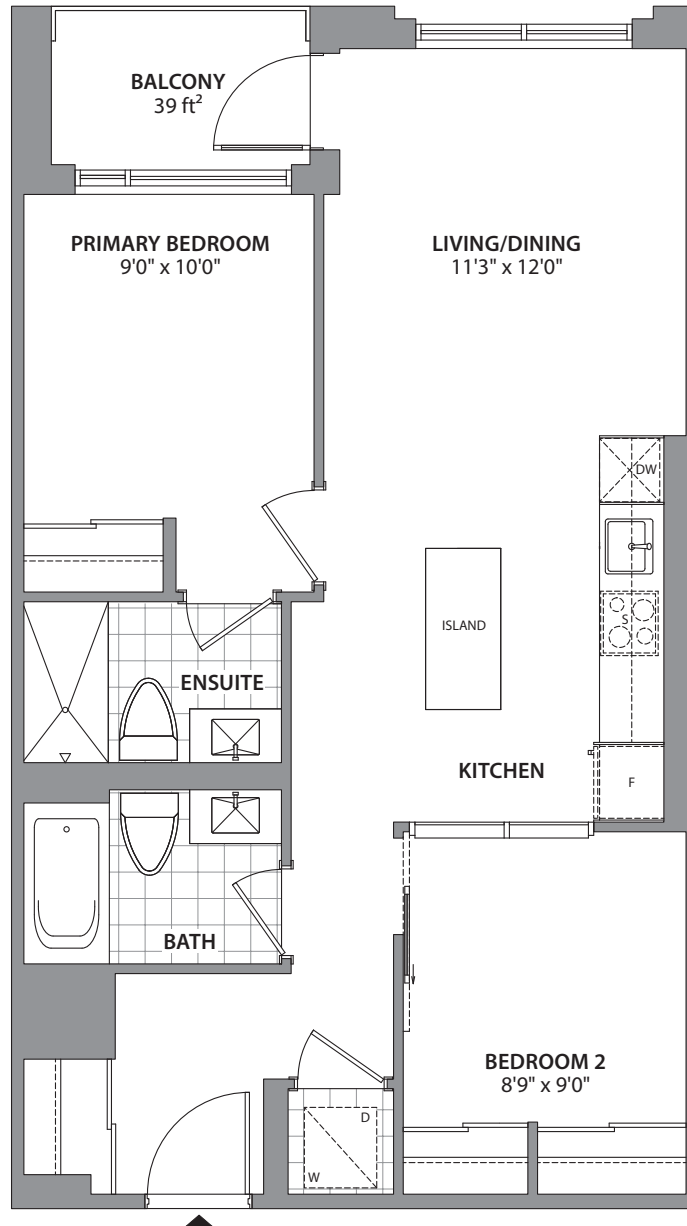 BALCONY
39 ft²
PRIMARY BEDROOM
9'0" x 10'0"
LIVING/DINING
11'3" x 12'0"
DW
ISLAND
S
ENSUITE
KITCHEN
F
BATH
BEDROOM 2
8'9" x 9'0"
D
W